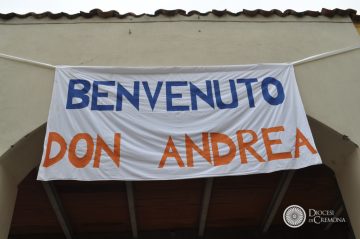 BENVENUTO
DON ANDREA
DIOCESI
DI CREMONA